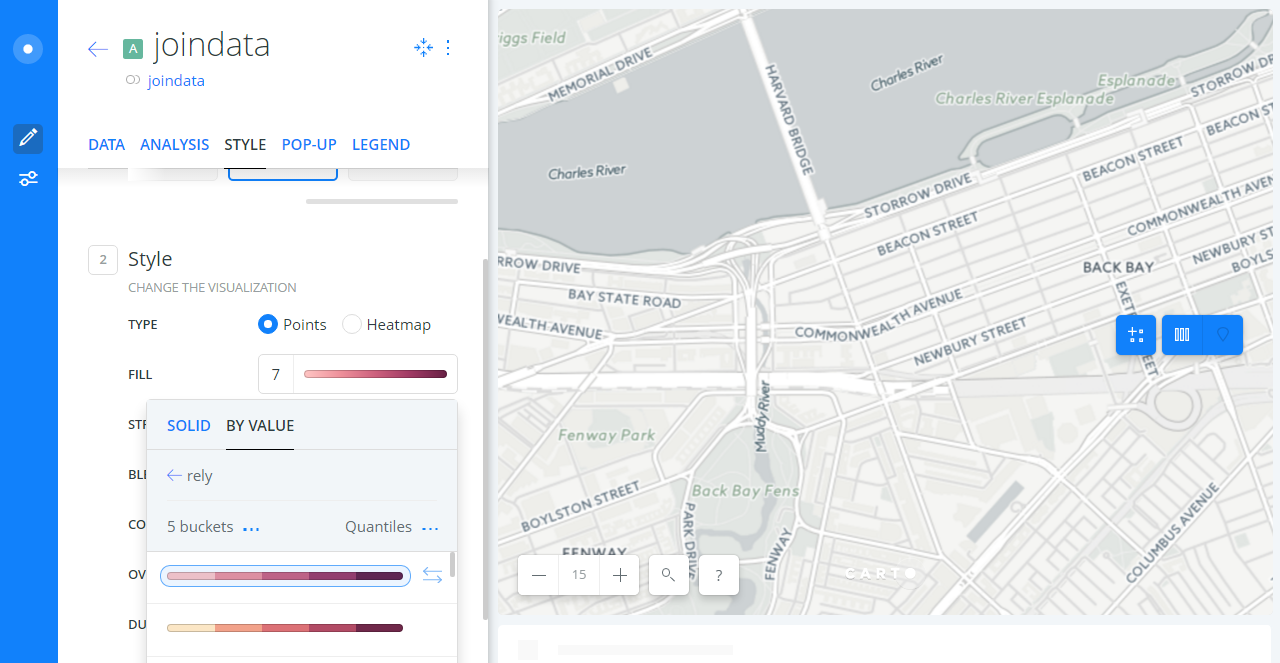 A joindata
joindata
DATA ANALYSIS STYLE POP-UP LEGEND
2 Style
CHANGE THE VISUALIZATION
TYPE Points Heatmap
FILL 7
STR
SOLID BY VALUE
BLE
rely
CO
5 buckets ... Quantiles ...
OV
DU
iggs Field
MEMORIAL DRIVE
HARVARD BRIDGE
Charles River
Charles River Esplanade
Esplanade
STORROW DR
BEACON
Charles River
STORROW DRIVE
BEACON STREET
BEACON STREET
COMMONWEALTH AVEN
NEWBURY ST
BOYLS
RROW DRIVE
BAY STATE ROAD
WEALTH AVENUE
BACK BAY
EXETER STREET
COMMONWEALTH AVENUE
NEWBURY STREET
Muddy River
Fenway Park
Back Bay Fens
BOYLSTON STREET
PARK DRIVE
FENWAY
FENWAY
COLUMBUS AVENUE
CARTO
15
?